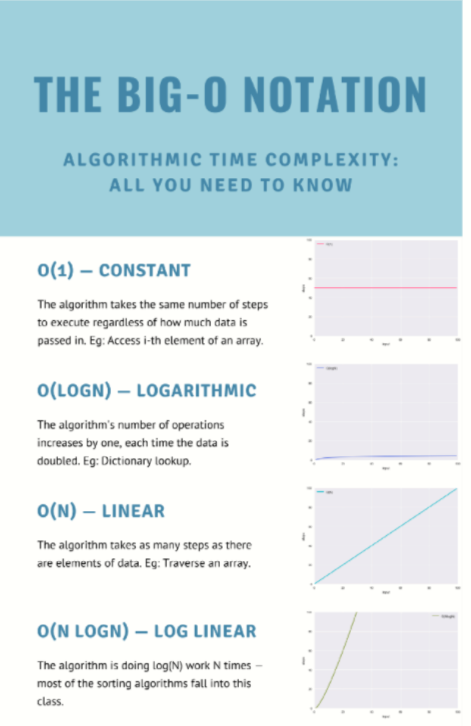 THE BIG-O NOTATION
ALGORITHMIC TIME COMPLEXITY:
ALL YOU NEED TO KNOW
O(1) – CONSTANT
The algorithm takes the same number of steps
to execute regardless of how much data is
passed in. Eg: Access i-th element of an array.
O(LOGN) – LOGARITHMIC
The algorithm's number of operations
increases by one, each time the data is
doubled. Eg: Dictionary lookup.
O(N) – LINEAR
The algorithm takes as many steps as there
are elements of data. Eg: Traverse an array.
O(N LOGN) – LOG LINEAR
The algorithm is doing log(N) work N times –
most of the sorting algorithms fall into this
class.